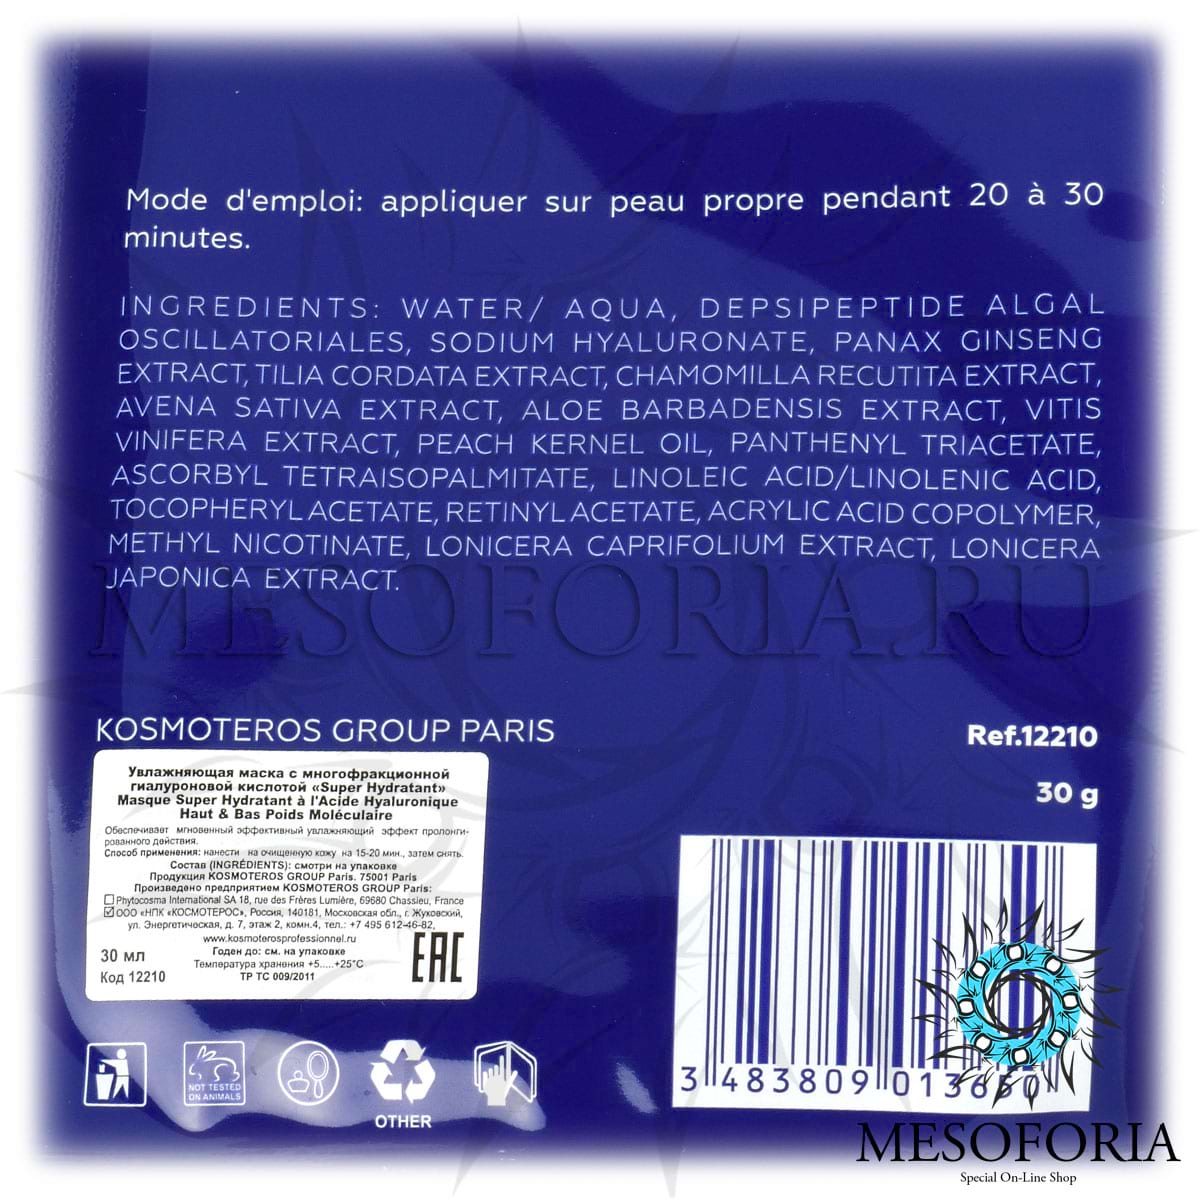 Mode d'emploi: appliquer sur peau propre pendant 20 à 30
minutes.
INGREDIENTS: WATER/ AQUA, DEPSIPEPTIDE ALGAL
OSCILLATORIALES, SODIUM HYALURONATE, PANAX GINSENG
EXTRACT, TILIA CORDATA EXTRACT, CHAMOMILLA RECUTITA EXTRACT,
AVENA SATIVA EXTRACT, ALOE BARBADENSIS EXTRACT, VITIS
VINIFERA EXTRACT, PEACH KERNEL OIL, PANTHENYL TRIACETATE,
ASCORBYL TETRAISOPALMITATE, LINOLEIC ACID/LINOLENIC ACID,
TOCOPHERYL ACETATE, RETINYL ACETATE, ACRYLIC ACID COPOLYMER,
METHYL NICOTINATE, LONICERA CAPRIFOLIUM EXTRACT, LONICERA
JAPONICA EXTRACT.
MESOFORIA.RU
KOSMOTEROS GROUP PARIS
Ref.12210
30 g
Увлажняющая маска с многофракционной
гиалуроновой кислотой «Super Hydratant»
Masque Super Hydratant à l'Acide Hyaluronique
Haut & Bas Poids Moléculaire
Обеспечивает мгновенный эффективный увлажняющий эффект пролонги-
рованного действия.
Способ применения: нанести на очищенную кожу на 15-20 мин., затем снять.
Состав (INGRÉDIENTS): смотри на упаковке
Продукция KOSMOTEROS GROUP Paris. 75001 Paris
Произведено предприятием KOSMOTEROS GROUP Paris:
Phytocosma International SA 18, rue des Frères Lumière, 69680 Chassieu, France
ООО «НПК «КОСМОТЕРОС», Россия, 140181, Московская обл., г. Жуковский,
ул. Энергетическая, д. 7, этаж 2, комн.4, тел.: +7 495 612-46-82,
www.kosmoterosprofessionnel.ru
Годен до: см. на упаковке
Температура хранения +5.....+25°C
ТР ТС 009/2011
30 мл
Код 12210
EAC
NOT TESTED
ON ANIMALS
OTHER
3 483809 013650
MESOFORIA
Special On-Line Shop